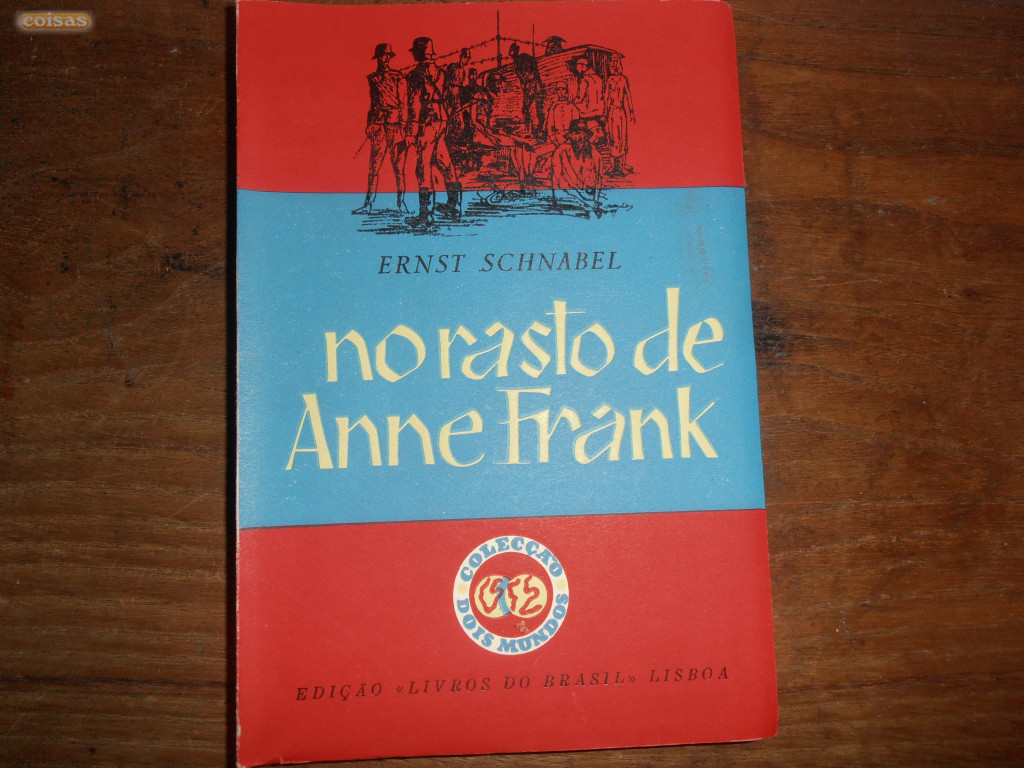 coisas
ERNST SCHNABEL
no rasto de
Anne Frank
COLECÇÃO
DOIS MUNDOS
EDIÇÃO «LIVROS DO BRASIL» LISBOA